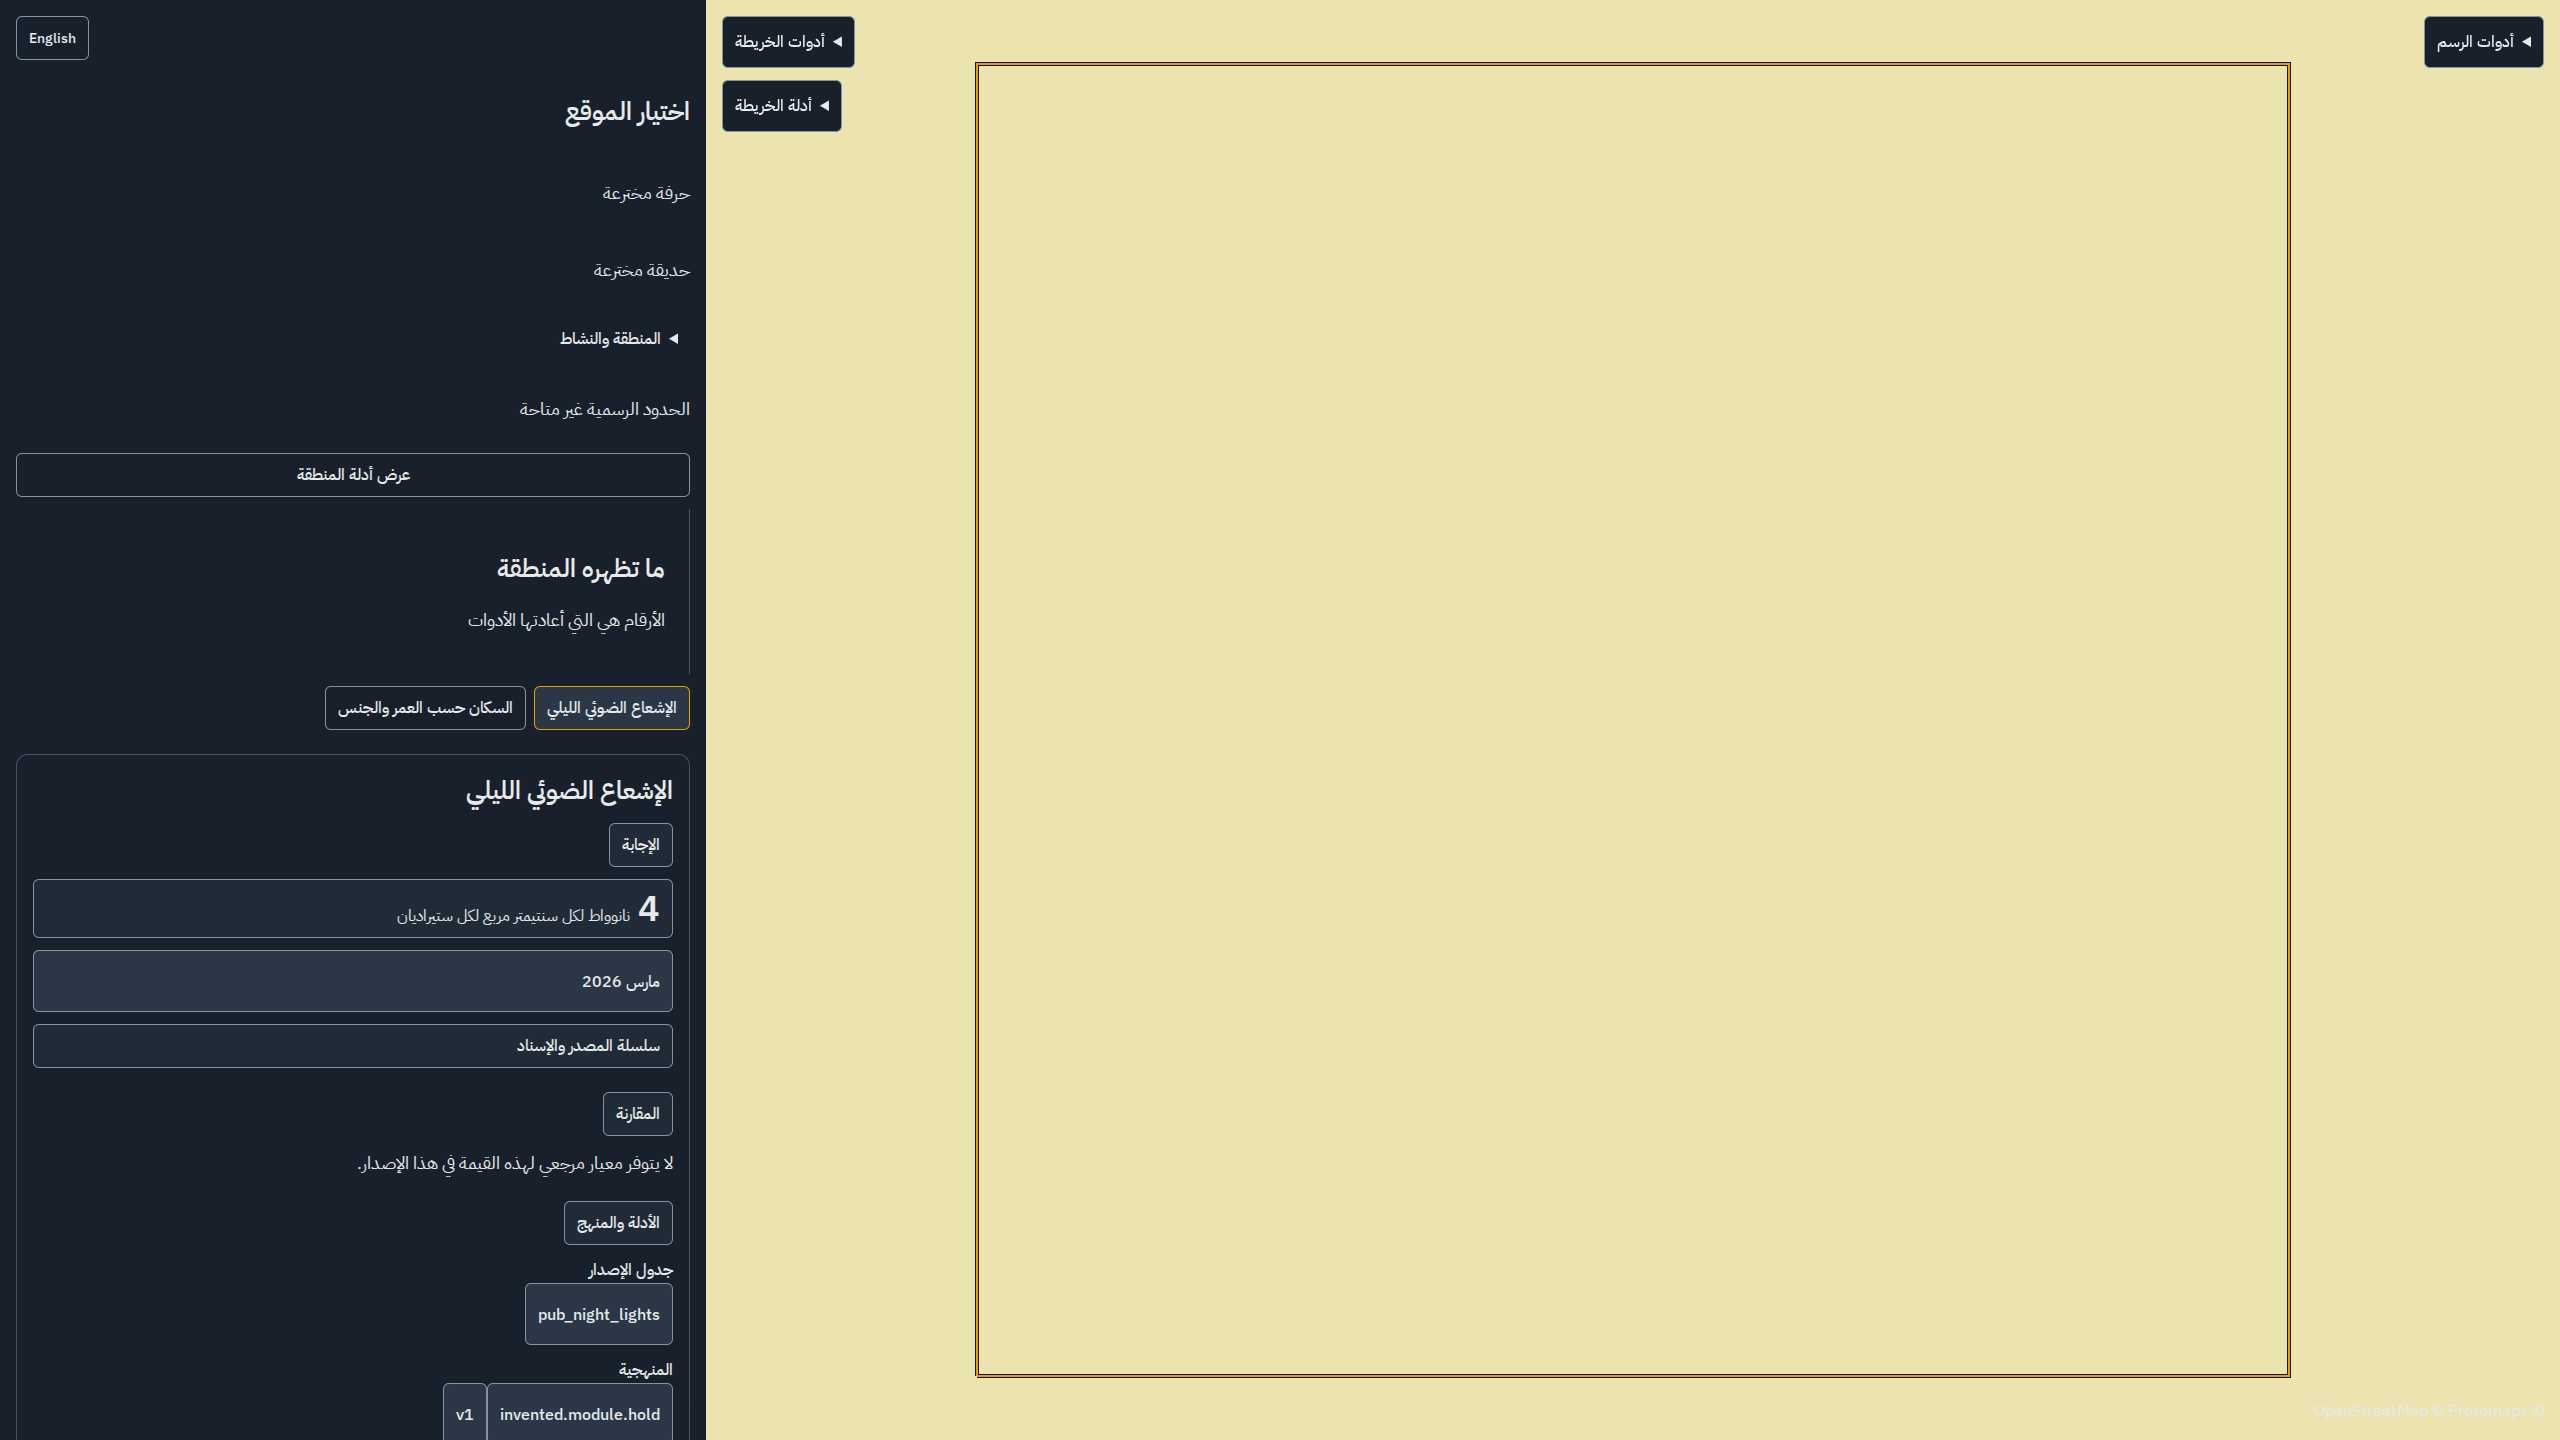 English
اختيار الموقع
حرفة مخترعة
حديقة مخترعة
المنطقة والنشاط
الحدود الرسمية غير متاحة
عرض أدلة المنطقة
ما تظهره المنطقة
الأرقام هي التي أعادتها الأدوات
الإشعاع الضوئي الليلي
السكان حسب العمر والجنس
الإشعاع الضوئي الليلي
الإجابة
4 نانوواط لكل سنتيمتر مربع لكل ستيراديان
مارس 2026
سلسلة المصدر والإسناد
المقارنة
لا يتوفر معيار مرجعي لهذه القيمة في هذا الإصدار.
الأدلة والمنهج
جدول الإصدار
pub_night_lights
المنهجية
invented.module.hold
v1
أدوات الرسم
أدوات الخريطة
أدلة الخريطة
OpenStreetMap © Protomaps ©